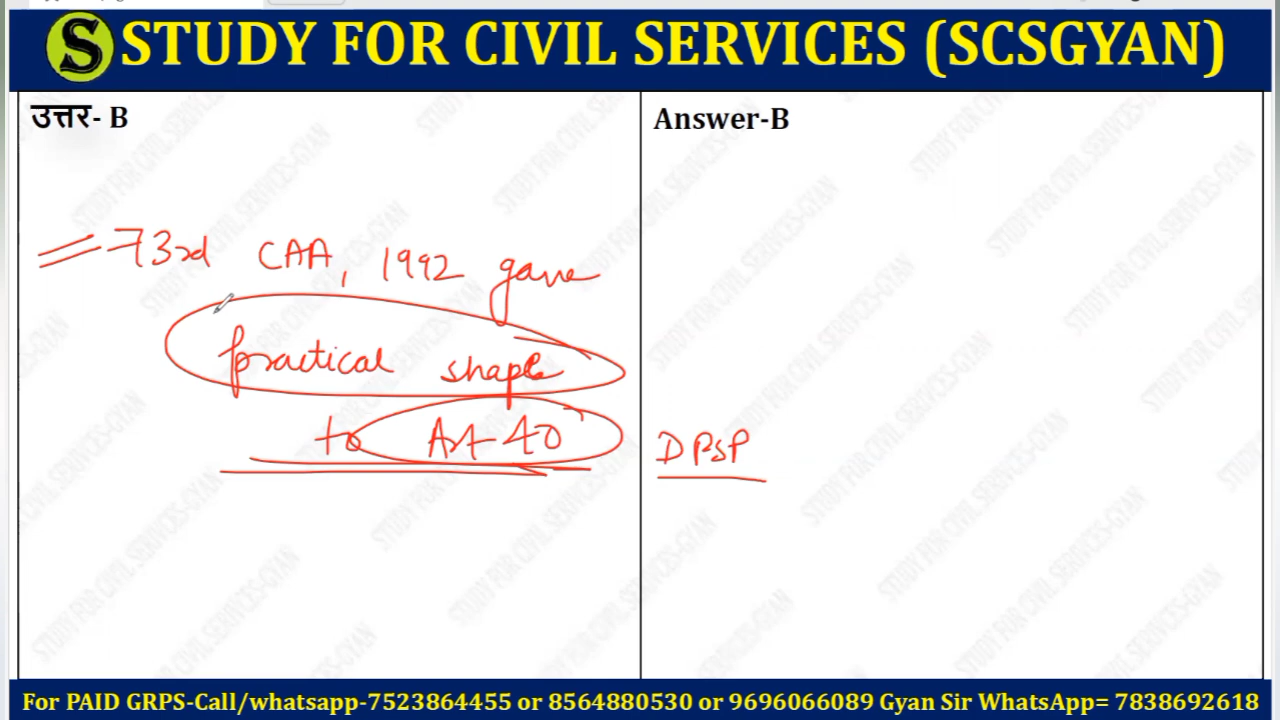 S STUDY FOR CIVIL SERVICES (SCSGYAN)
उत्तर- B
Answer-B
73rd CAA, 1992 gave
practical shape
to Art 40
DPSP
For PAID GRPS-Call/whatsapp-7523864455 or 8564880530 or 9696066089 Gyan Sir WhatsApp= 7838692618